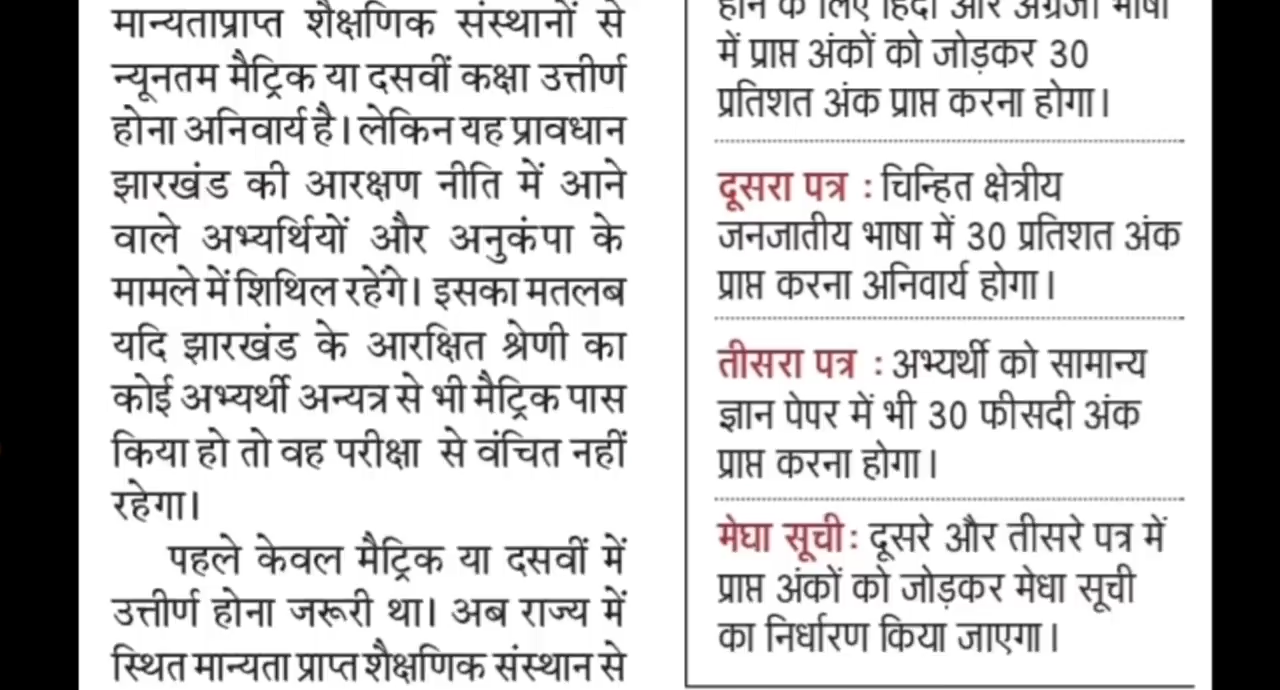 मान्यताप्राप्त शैक्षणिक संस्थानों से
न्यूनतम मैट्रिक या दसवीं कक्षा उत्तीर्ण
होना अनिवार्य है। लेकिन यह प्रावधान
झारखंड की आरक्षण नीति में आने
वाले अभ्यर्थियों और अनुकंपा के
मामले में शिथिल रहेंगे। इसका मतलब
यदि झारखंड के आरक्षित श्रेणी का
कोई अभ्यर्थी अन्यत्र से भी मैट्रिक पास
किया हो तो वह परीक्षा से वंचित नहीं
रहेगा।
पहले केवल मैट्रिक या दसवीं में
उत्तीर्ण होना जरूरी था। अब राज्य में
स्थित मान्यता प्राप्त शैक्षणिक संस्थान से
होने के लिए हिंदी और अंग्रेजी भाषा
में प्राप्त अंकों को जोड़कर 30
प्रतिशत अंक प्राप्त करना होगा।
दूसरा पत्र : चिन्हित क्षेत्रीय
जनजातीय भाषा में 30 प्रतिशत अंक
प्राप्त करना अनिवार्य होगा।
तीसरा पत्र : अभ्यर्थी को सामान्य
ज्ञान पेपर में भी 30 फीसदी अंक
प्राप्त करना होगा।
मेघा सूची: दूसरे और तीसरे पत्र में
प्राप्त अंकों को जोड़कर मेधा सूची
का निर्धारण किया जाएगा।